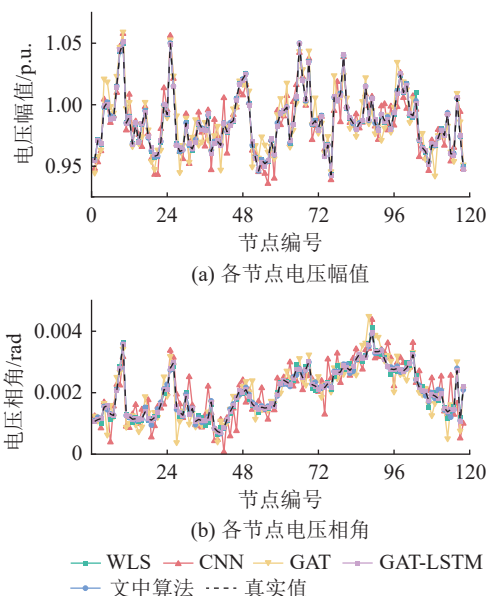 电压幅值/p.u.
1.05
1.00
0.95
0 24 48 72 96 120
节点编号
(a) 各节点电压幅值
电压相角/rad
0.004
0.002
0
24 48 72 96 120
节点编号
(b) 各节点电压相角
WLS CNN GAT GAT-LSTM
文中算法 真实值